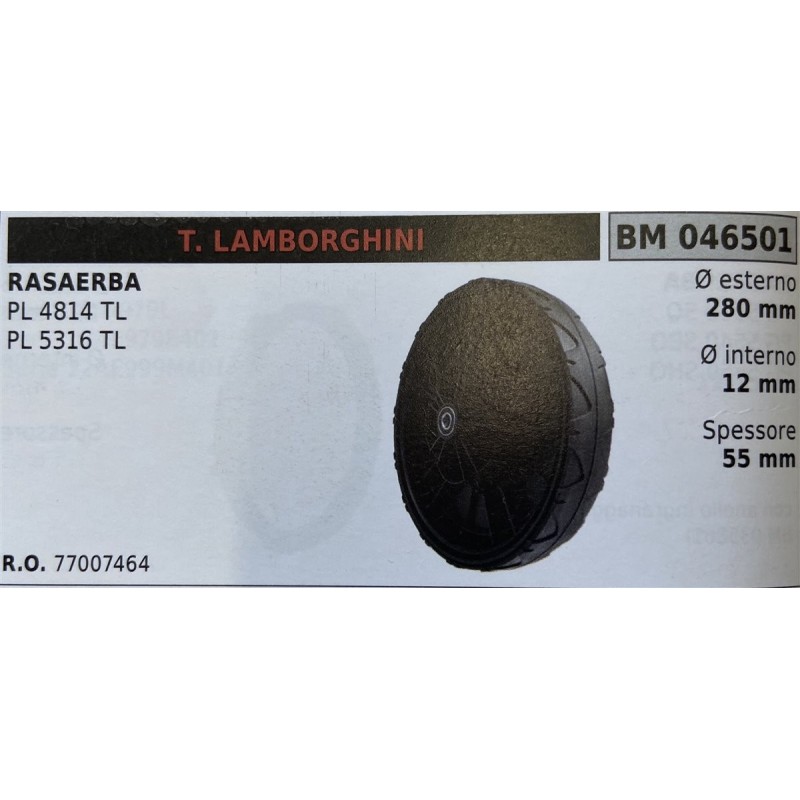 T. LAMBORGHINI
BM 046501
RASAERBA
PL 4814 TL
PL 5316 TL
Ø esterno
280 mm
Ø interno
12 mm
Spessore
55 mm
R.O. 77007464